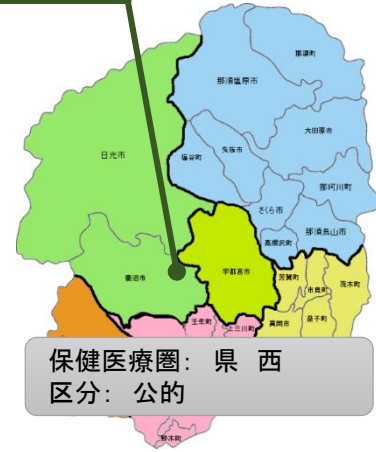 那須町
那須塩原市
大田原市
日光市
塩谷町
矢板市
那珂川町
さくら市
那須烏山市
高根沢町
鹿沼市
宇都宮市
芳賀町
市貝町
茂木町
壬生町
上三川町
真岡市
益子町
保健医療圏: 県 西
区分: 公的
野木町